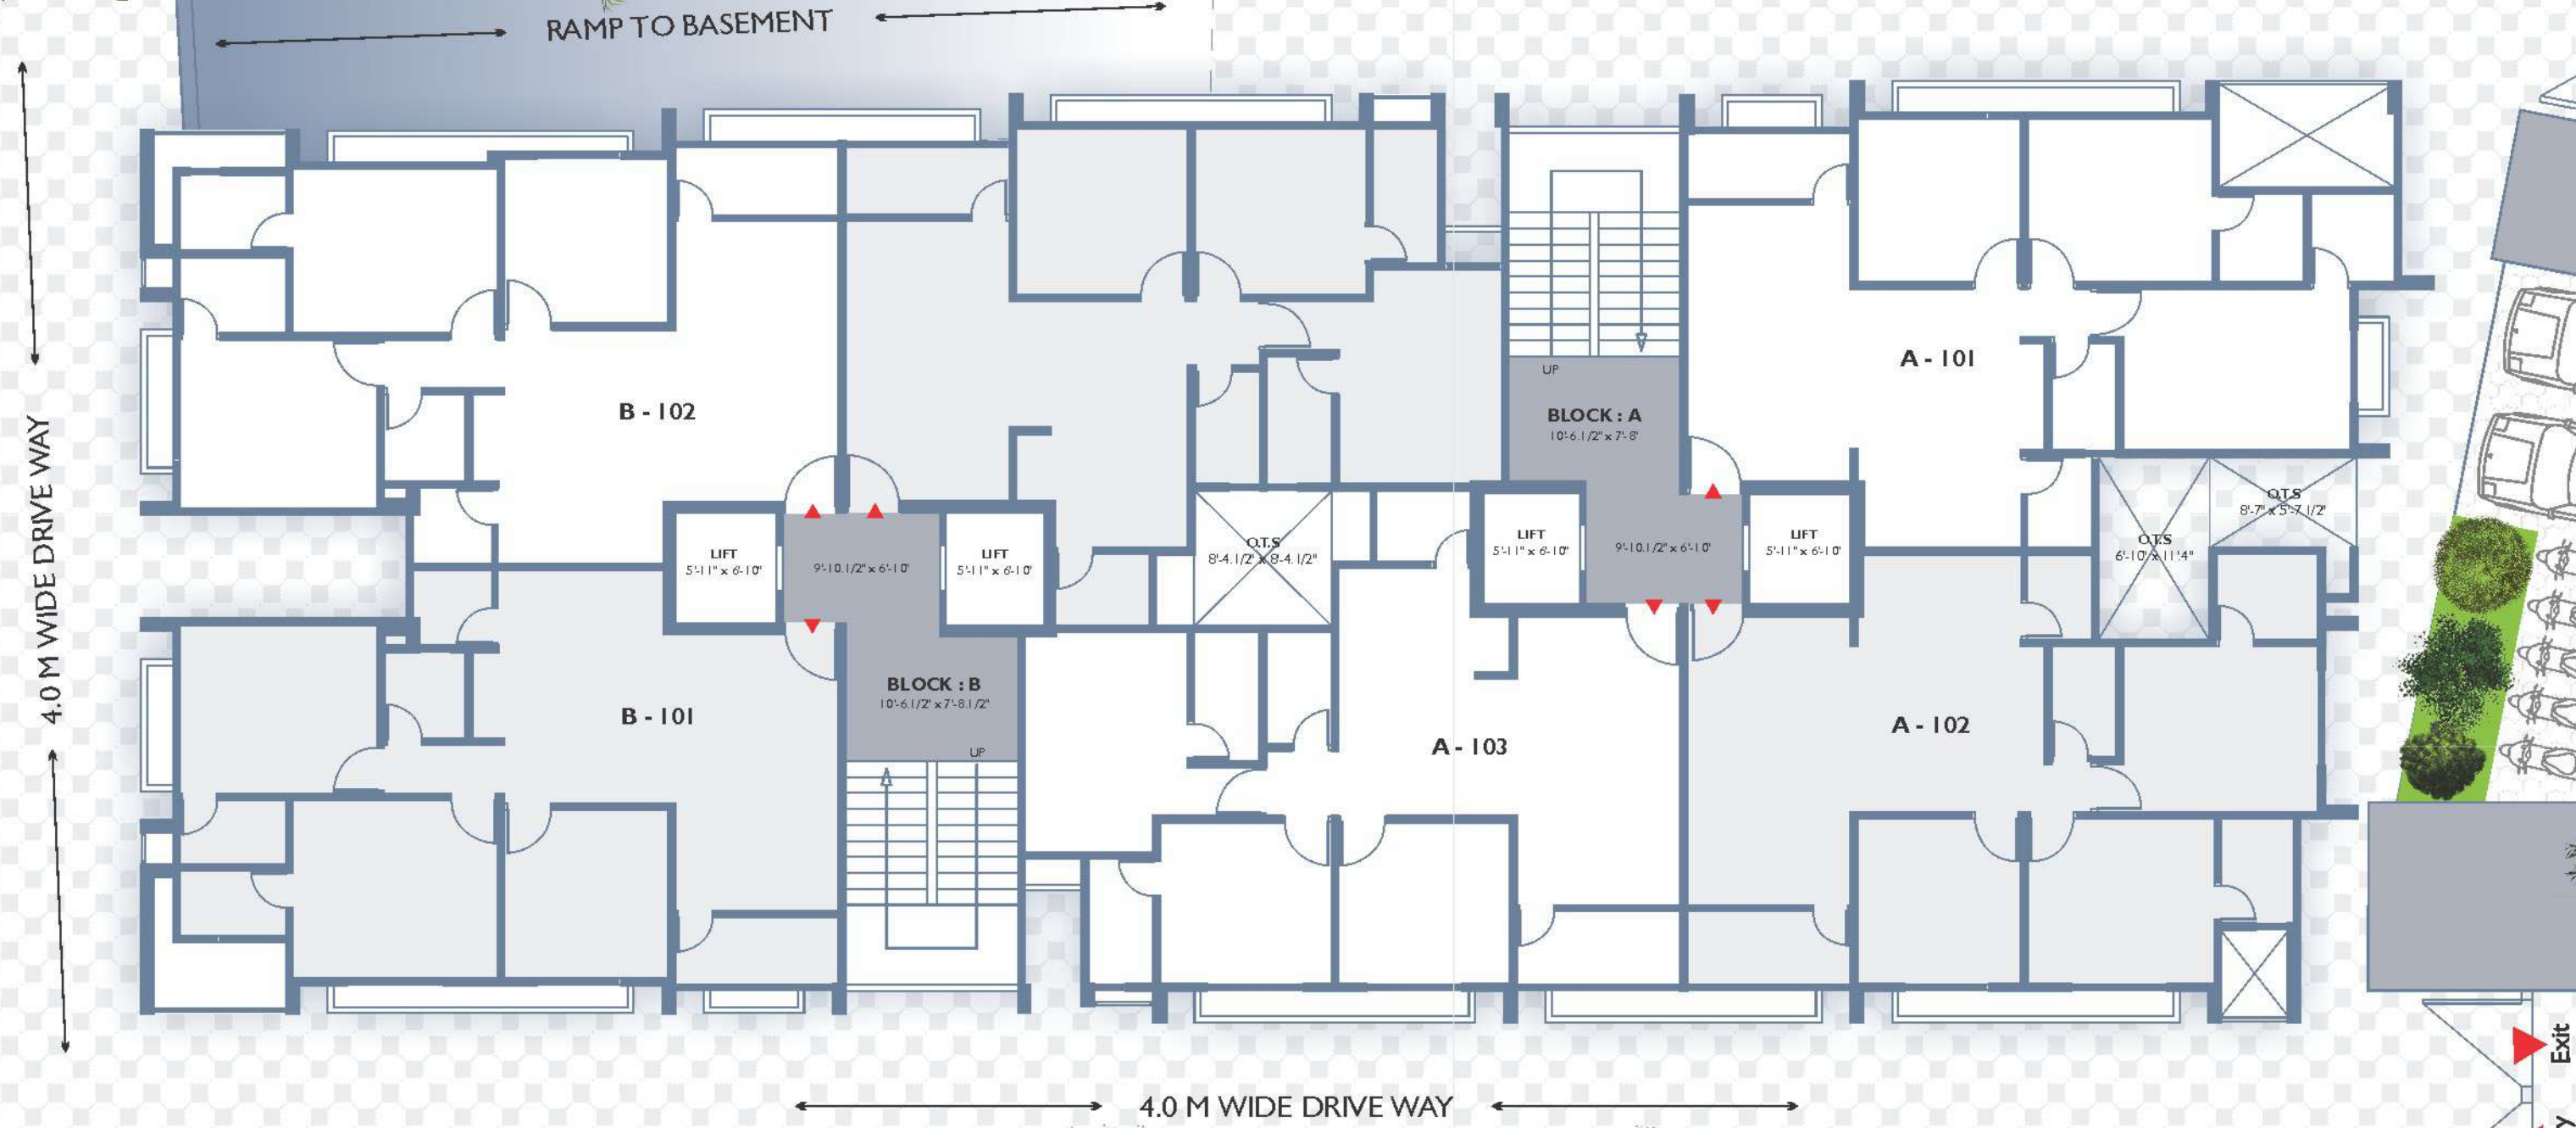 RAMP TO BASEMENT
4.0 M WIDE DRIVE WAY
A - 101
UP
BLOCK : A
10'-6.1/2" x 7'-8"
B - 102
O.T.S
8'-7" x 5'-7.1/2"
LIFT
5'-11" x 6'-10"
9'-10.1/2" x 6'-10"
LIFT
5'-11" x 6'-10"
O.T.S
8'-4.1/2" x 8'-4.1/2"
LIFT
5'-11" x 6'-10"
9'-10.1/2" x 6'-10"
LIFT
5'-11" x 6'-10"
O.T.S
6'-10" x 11'4"
BLOCK : B
10'-6.1/2" x 7'-8.1/2"
UP
B - 101
A - 103
A - 102
Exit
4.0 M WIDE DRIVE WAY